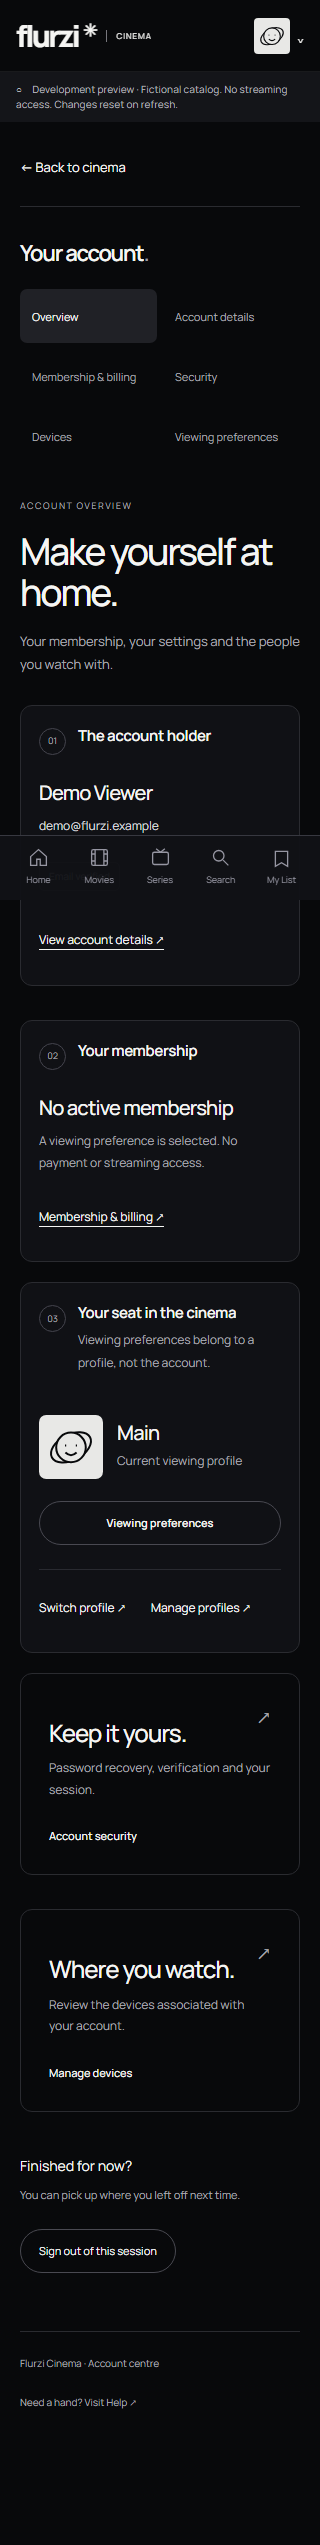 flurzi* | CINEMA
Development preview · Fictional catalog. No streaming
access. Changes reset on refresh.
← Back to cinema
Your account.
Overview
Account details
Membership & billing
Security
Devices
Viewing preferences
ACCOUNT OVERVIEW
Make yourself at
home.
Your membership, your settings and the people
you watch with.
01
The account holder
Demo Viewer
demo@flurzi.example
Home
Movies
Series
Search
My List
View account details ↗
02
Your membership
No active membership
A viewing preference is selected. No
payment or streaming access.
Membership & billing ↗
03
Your seat in the cinema
Viewing preferences belong to a
profile, not the account.
Main
Current viewing profile
Viewing preferences
Switch profile ↗
Manage profiles ↗
Keep it yours. ↗
Password recovery, verification and your
session.
Account security
Where you watch. ↗
Review the devices associated with
your account.
Manage devices
Finished for now?
You can pick up where you left off next time.
Sign out of this session
Flurzi Cinema · Account centre
Need a hand? Visit Help ↗